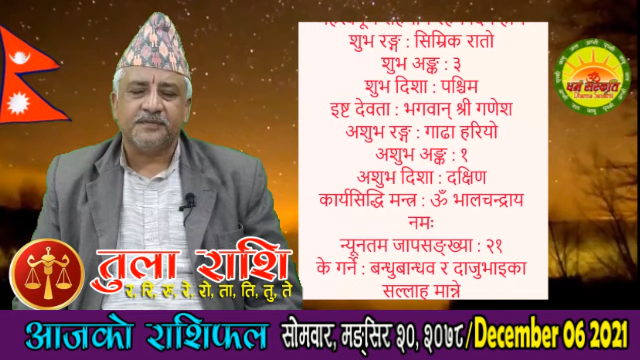 शुभ रङ्ग : सिम्रिक रातो
शुभ अङ्क : ३
शुभ दिशा : पश्चिम
इष्ट देवता : भगवान् श्री गणेश
अशुभ रङ्ग : गाढा हरियो
अशुभ अङ्क : १
अशुभ दिशा : दक्षिण
कार्यसिद्धि मन्त्र : ॐ भालचन्द्राय
नमः
न्यूनतम जापसङ्ख्या : २१
के गर्ने : बन्धुबान्धव र दाजुभाइका
सल्लाह मान्ने
ॐ
धर्म संस्कृति
तुला राशि
र, रि, रू, रे, रो, ता, ति, तु, ते
आजको राशिफल सोमवार, मङ्सिर २०, २०७८/December 06 2021